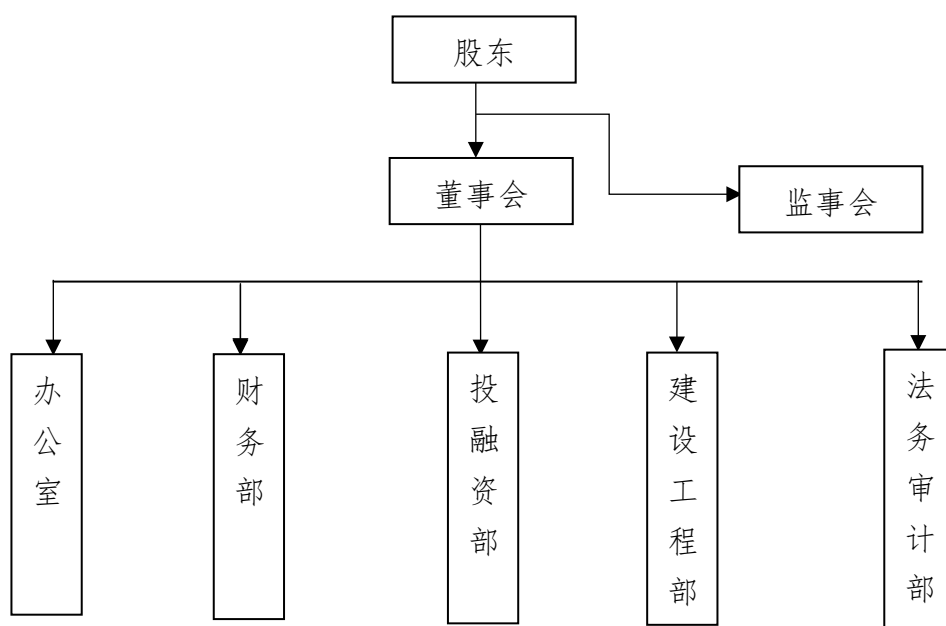 股东
董事会
监事会
办公室
财务部
投融资部
建设工程部
法务审计部